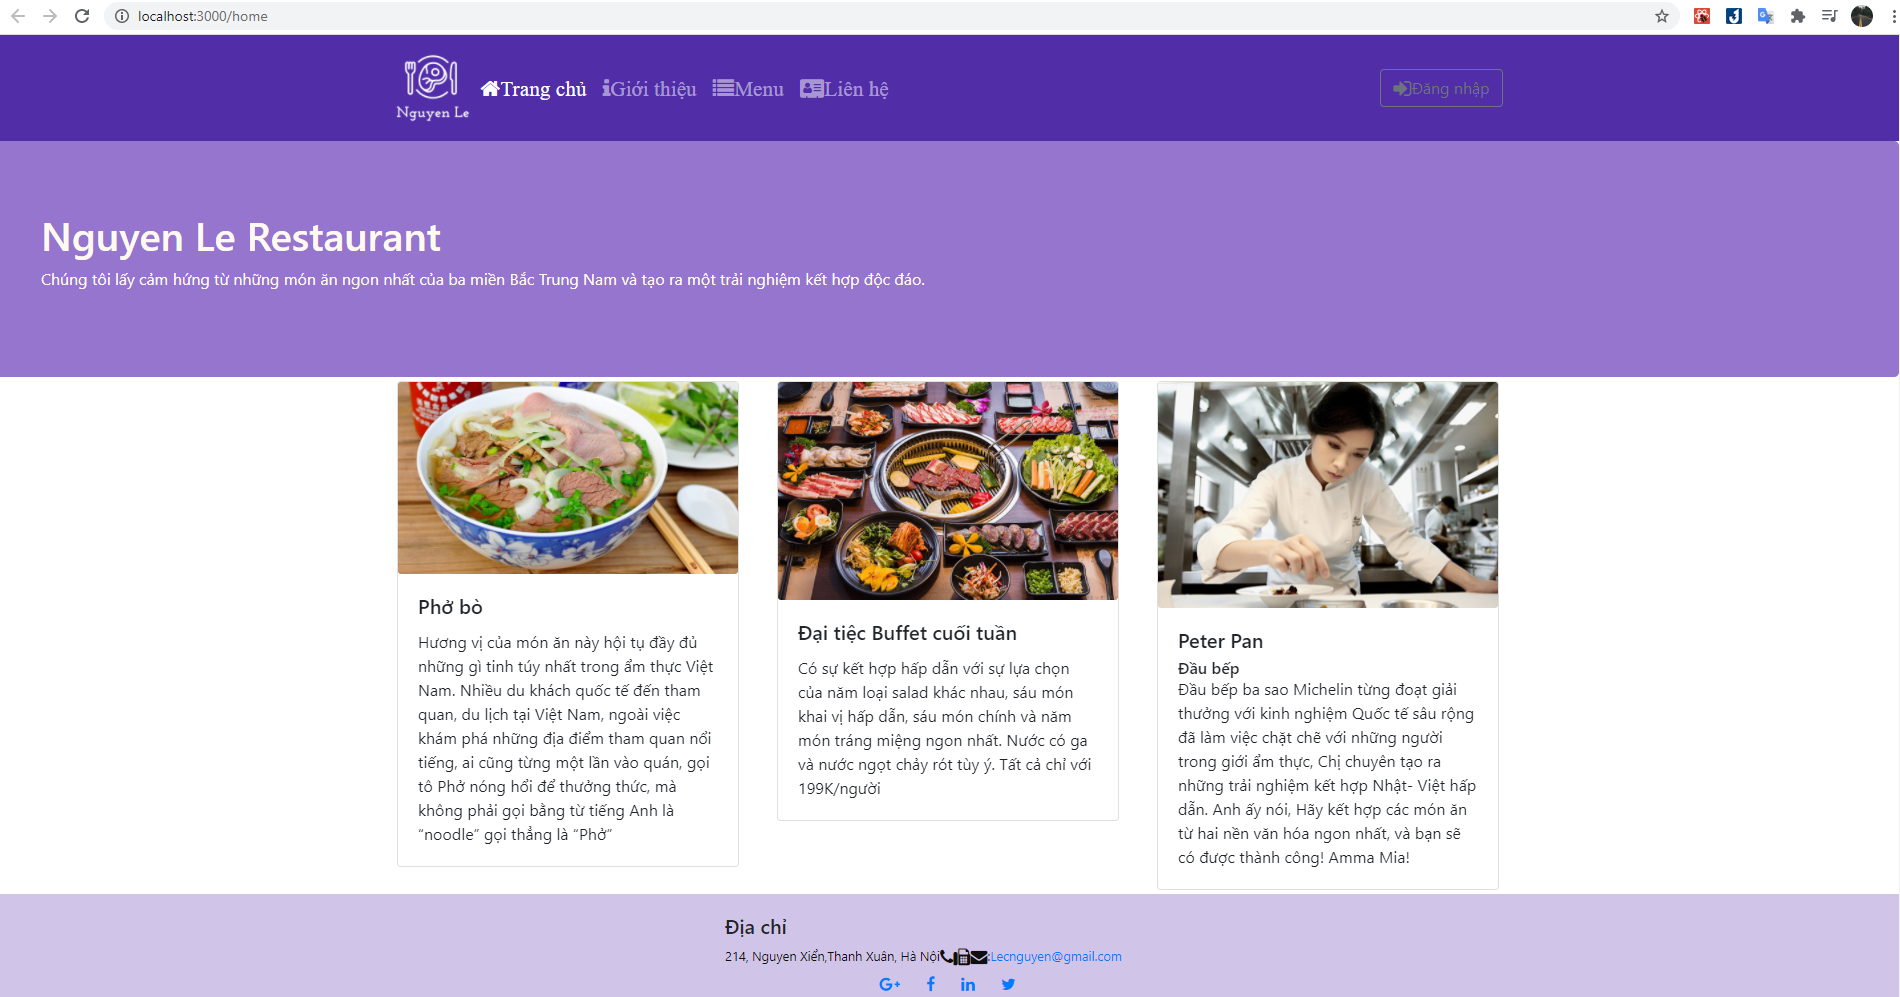 localhost:3000/home
Nguyen Le
Trang chủ Giới thiệu Menu Liên hệ
Đăng nhập
Nguyen Le Restaurant
Chúng tôi lấy cảm hứng từ những món ăn ngon nhất của ba miền Bắc Trung Nam và tạo ra một trải nghiệm kết hợp độc đáo.
Phở bò
Hương vị của món ăn này hội tụ đầy đủ
những gì tinh túy nhất trong ẩm thực Việt
Nam. Nhiều du khách quốc tế đến tham
quan, du lịch tại Việt Nam, ngoài việc
khám phá những địa điểm tham quan nổi
tiếng, ai cũng từng một lần vào quán, gọi
tô Phở nóng hổi để thưởng thức, mà
không phải gọi bằng từ tiếng Anh là
“noodle” gọi thẳng là “Phở”
Đại tiệc Buffet cuối tuần
Có sự kết hợp hấp dẫn với sự lựa chọn
của năm loại salad khác nhau, sáu món
khai vị hấp dẫn, sáu món chính và năm
món tráng miệng ngon nhất. Nước có ga
và nước ngọt chảy rót tùy ý. Tất cả chỉ với
199K/người
Peter Pan
Đầu bếp
Đầu bếp ba sao Michelin từng đoạt giải
thưởng với kinh nghiệm Quốc tế sâu rộng
đã làm việc chặt chẽ với những người
trong giới ẩm thực, Chị chuyên tạo ra
những trải nghiệm kết hợp Nhật- Việt hấp
dẫn. Anh ấy nói, Hãy kết hợp các món ăn
từ hai nền văn hóa ngon nhất, và bạn sẽ
có được thành công! Amma Mia!
Địa chỉ
214, Nguyen Xiển,Thanh Xuân, Hà Nội :Lecnguyen@gmail.com